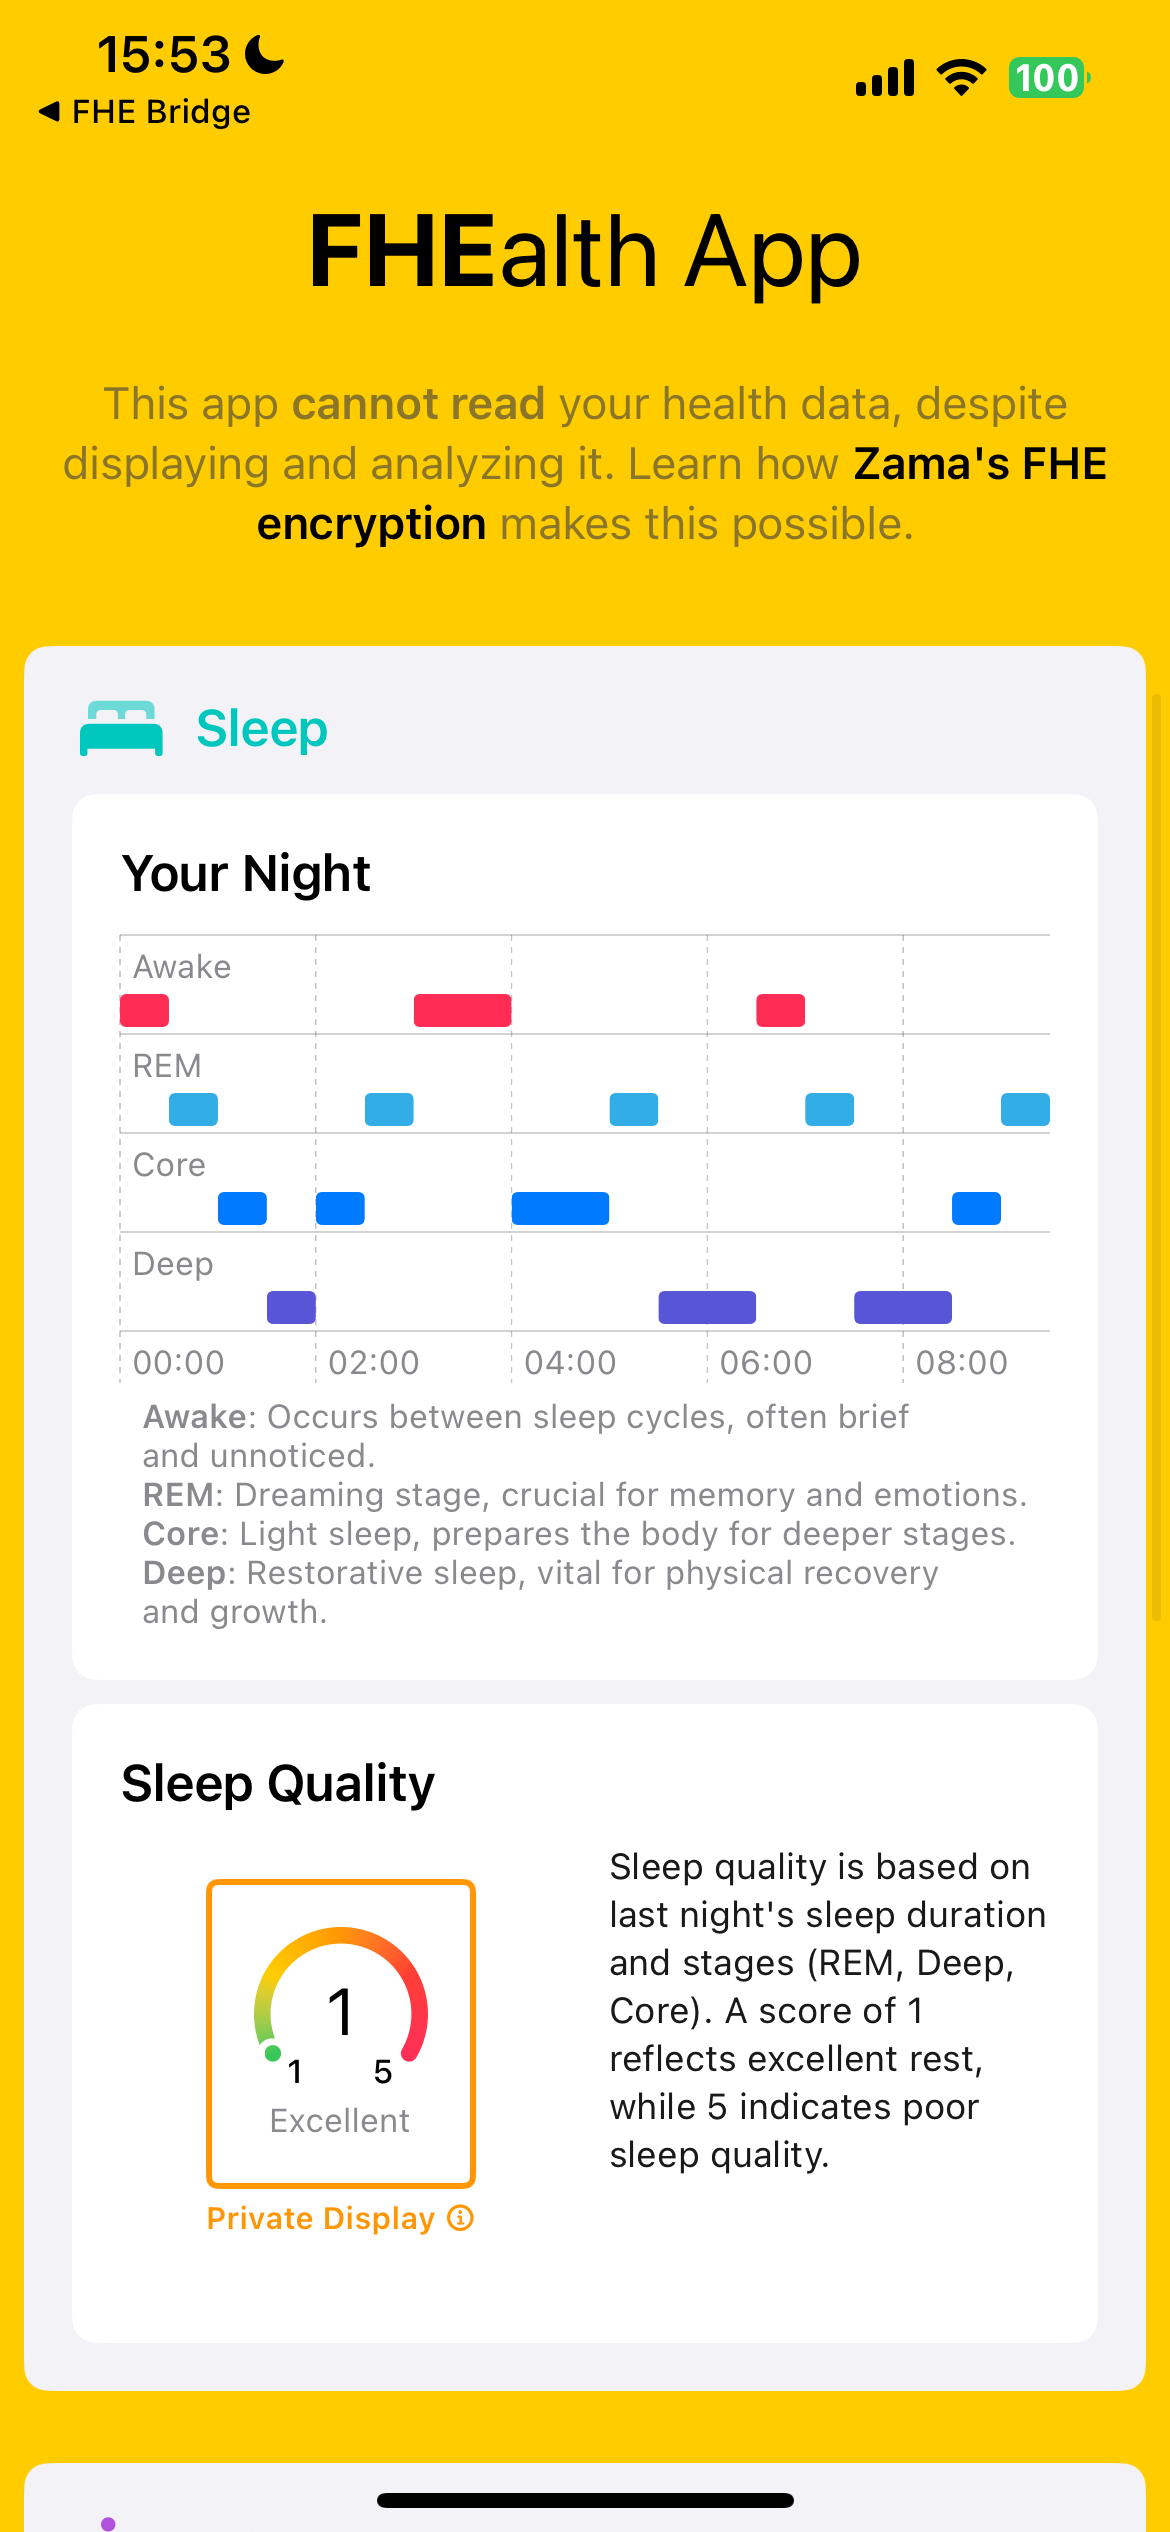 15:53
100
◀ FHE Bridge
FHEalth App
This app cannot read your health data, despite
displaying and analyzing it. Learn how Zama's FHE
encryption makes this possible.
Sleep
Your Night
Awake
REM
Core
Deep
00:00 02:00 04:00 06:00 08:00
Awake: Occurs between sleep cycles, often brief
and unnoticed.
REM: Dreaming stage, crucial for memory and emotions.
Core: Light sleep, prepares the body for deeper stages.
Deep: Restorative sleep, vital for physical recovery
and growth.
Sleep Quality
1
1 5
Excellent
Private Display
Sleep quality is based on
last night's sleep duration
and stages (REM, Deep,
Core). A score of 1
reflects excellent rest,
while 5 indicates poor
sleep quality.